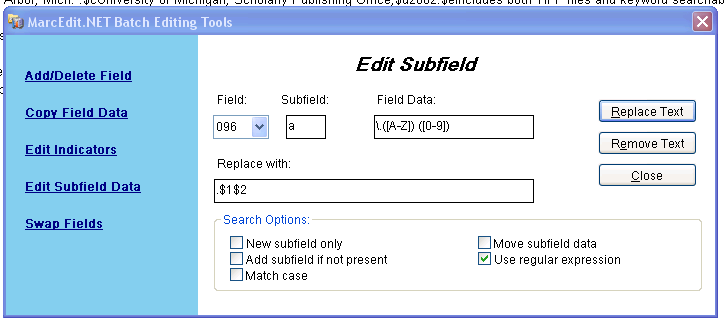 Arbor, Mich. :$cUniversity of Michigan, Scholarly Publishing Office,$d2002.$eIncludes both TIFF files and keyword searchab
MarcEdit.NET Batch Editing Tools
Edit Subfield
Add/Delete Field
Copy Field Data
Edit Indicators
Edit Subfield Data
Swap Fields
Field: Subfield: Field Data:
096 a \.([A-Z]) ([0-9])
Replace with:
.$1$2
Replace Text
Remove Text
Close
Search Options:
New subfield only Move subfield data
Add subfield if not present Use regular expression
Match case